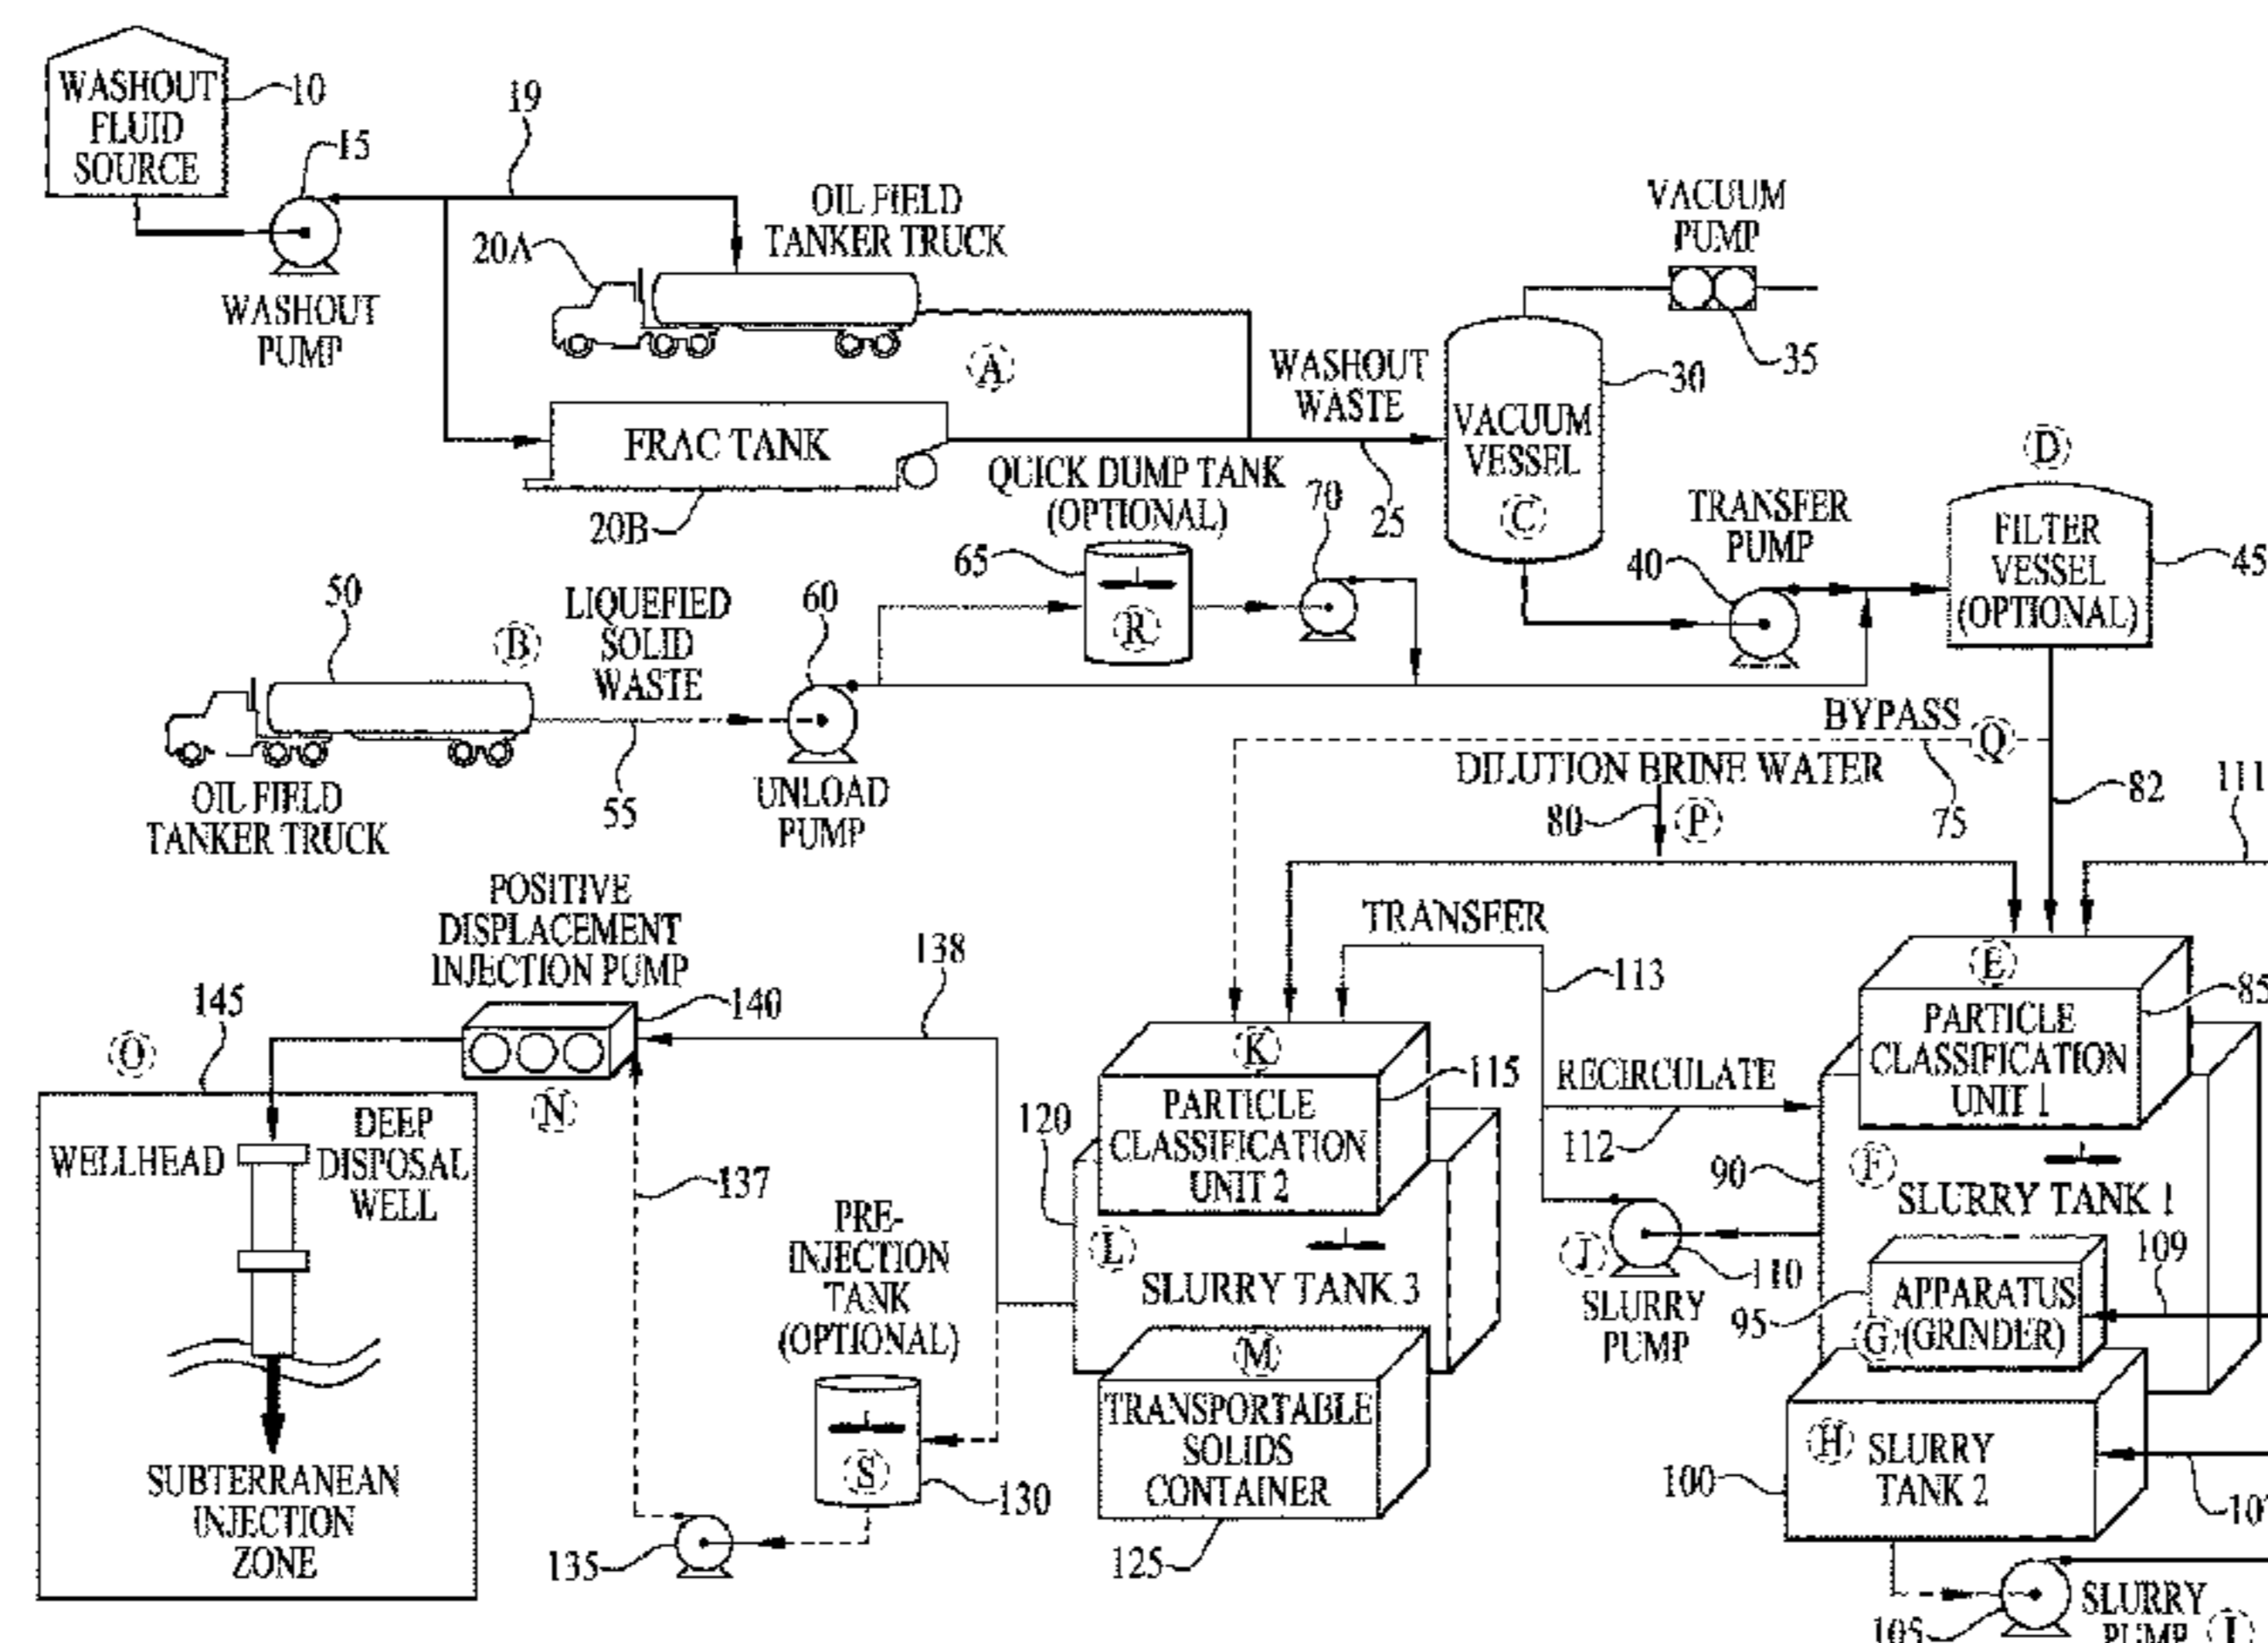 WASHOUT
FLUID
SOURCE
10
15
19
WASHOUT
PUMP
20A
OIL FIELD
TANKER TRUCK
A
FRAC TANK
20B
WASHOUT
WASTE
25
VACUUM
PUMP
35
30
VACUUM
VESSEL
C
TRANSFER
PUMP
40
D
FILTER
VESSEL
(OPTIONAL)
45
QUICK DUMP TANK
(OPTIONAL)
65
R
70
50
B
LIQUEFIED
SOLID
WASTE
60
55
OIL FIELD
TANKER TRUCK
UNLOAD
PUMP
BYPASS
Q
75
82
111
DILUTION BRINE WATER
80
P
POSITIVE
DISPLACEMENT
INJECTION PUMP
140
N
138
145
O
WELLHEAD
DEEP
DISPOSAL
WELL
SUBTERRANEAN
INJECTION
ZONE
137
PRE-
INJECTION
TANK
(OPTIONAL)
S
130
135
TRANSFER
113
RECIRCULATE
112
K
PARTICLE
CLASSIFICATION
UNIT 2
115
120
L
SLURRY TANK 3
M
TRANSPORTABLE
SOLIDS
CONTAINER
125
J
110
SLURRY
PUMP
E
PARTICLE
CLASSIFICATION
UNIT 1
85
90
F
SLURRY TANK 1
109
95
APPARATUS
G
(GRINDER)
H
SLURRY
TANK 2
100
105
SLURRY
PUMP
I